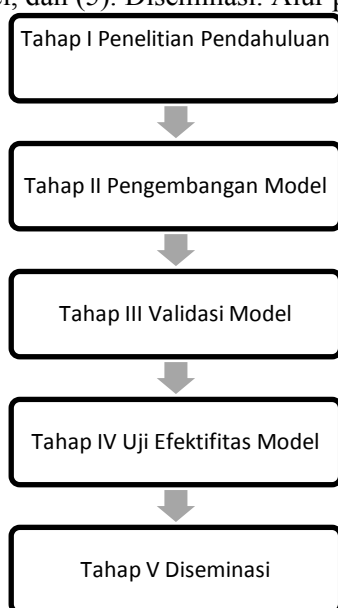 dan (5). Diseminasi. Alur
Tahap I Penelitian Pendahuluan
Tahap II Pengembangan Model
Tahap III Validasi Model
Tahap IV Uji Efektifitas Model
Tahap V Diseminasi